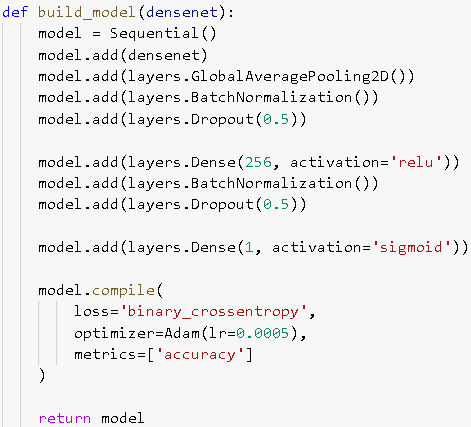 def build_model(densenet):
    model = Sequential()
    model.add(densenet)
    model.add(layers.GlobalAveragePooling2D())
    model.add(layers.BatchNormalization())
    model.add(layers.Dropout(0.5))

    model.add(layers.Dense(256, activation='relu'))
    model.add(layers.BatchNormalization())
    model.add(layers.Dropout(0.5))

    model.add(layers.Dense(1, activation='sigmoid'))

    model.compile(
        loss='binary_crossentropy',
        optimizer=Adam(lr=0.0005),
        metrics=['accuracy']
    )

    return model